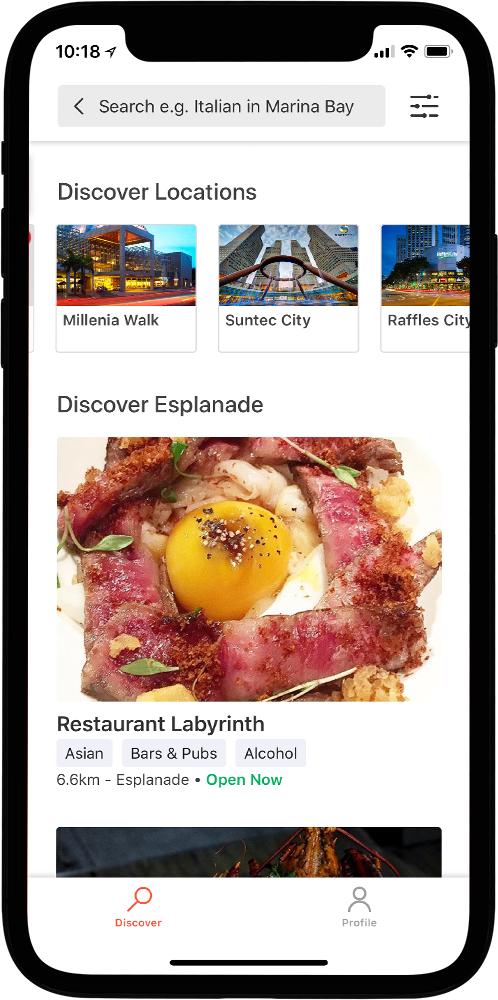 10:18
Search e.g. Italian in Marina Bay
Discover Locations
Millenia Walk
Suntec City
Raffles City
Discover Esplanade
Restaurant Labyrinth
Asian Bars & Pubs Alcohol
6.6km - Esplanade • Open Now
Discover Profile